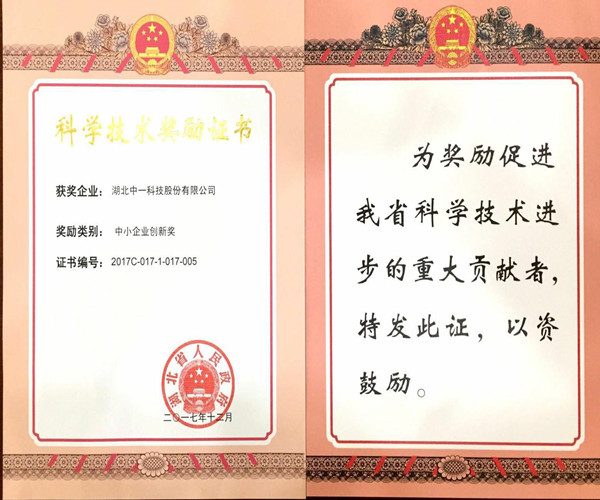 科学技术奖励证书
获奖企业：湖北中一科技股份有限公司
奖励类别：中小企业创新奖
证书编号：2017C-017-1-017-005
湖北省人民政府
二〇一七年十二月
为奖励促进
我省科学技术进
步的重大贡献者，
特发此证，以资
鼓励。